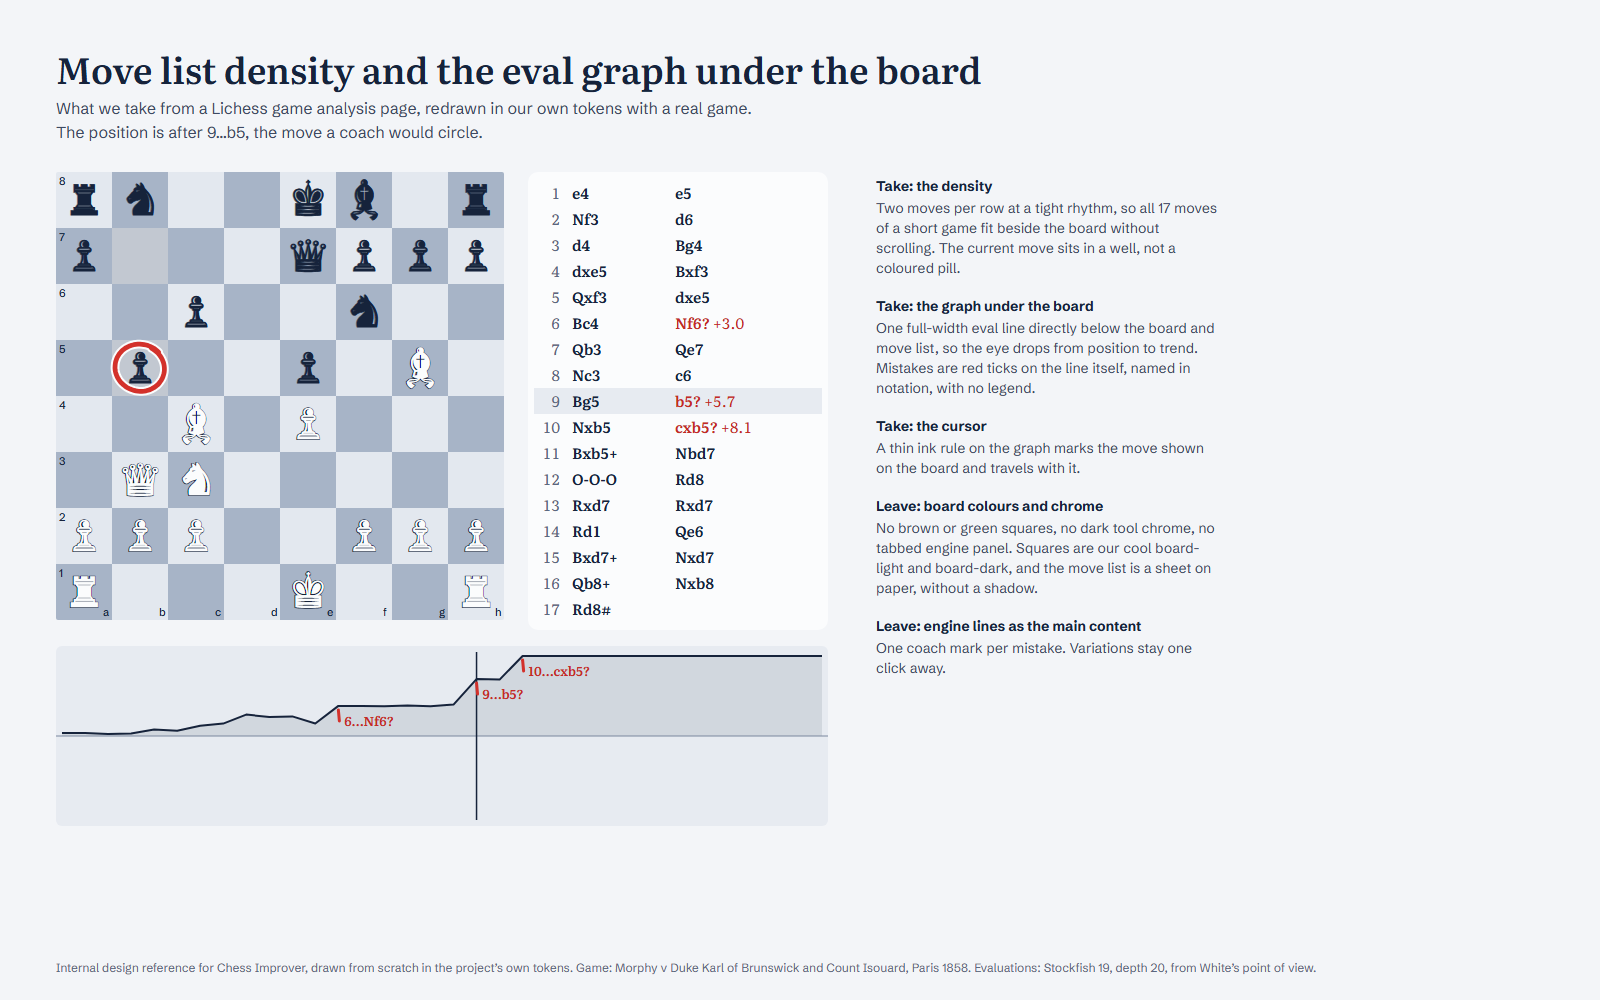 Move list density and the eval graph under the board
What we take from a Lichess game analysis page, redrawn in our own tokens with a real game.
The position is after 9...b5, the move a coach would circle.
8
7
6
5
4
3
2
1
a b c d e f g h
1 e4 e5
2 Nf3 d6
3 d4 Bg4
4 dxe5 Bxf3
5 Qxf3 dxe5
6 Bc4 Nf6? +3.0
7 Qb3 Qe7
8 Nc3 c6
9 Bg5 b5? +5.7
10 Nxb5 cxb5? +8.1
11 Bxb5+ Nbd7
12 O-O-O Rd8
13 Rxd7 Rxd7
14 Rd1 Qe6
15 Bxd7+ Nxd7
16 Qb8+ Nxb8
17 Rd8#
6...Nf6?
9...b5?
10...cxb5?
Take: the density
Two moves per row at a tight rhythm, so all 17 moves
of a short game fit beside the board without
scrolling. The current move sits in a well, not a
coloured pill.
Take: the graph under the board
One full-width eval line directly below the board and
move list, so the eye drops from position to trend.
Mistakes are red ticks on the line itself, named in
notation, with no legend.
Take: the cursor
A thin ink rule on the graph marks the move shown
on the board and travels with it.
Leave: board colours and chrome
No brown or green squares, no dark tool chrome, no
tabbed engine panel. Squares are our cool board-
light and board-dark, and the move list is a sheet on
paper, without a shadow.
Leave: engine lines as the main content
One coach mark per mistake. Variations stay one
click away.
Internal design reference for Chess Improver, drawn from scratch in the project's own tokens. Game: Morphy v Duke Karl of Brunswick and Count Isouard, Paris 1858. Evaluations: Stockfish 19, depth 20, from White's point of view.